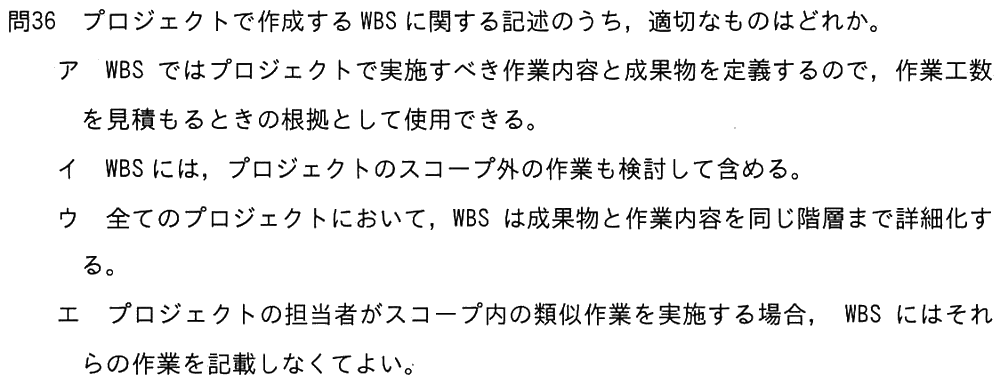 問36 プロジェクトで作成するWBSに関する記述のうち，適切なものはどれか。
ア WBS ではプロジェクトで実施すべき作業内容と成果物を定義するので，作業工数
を見積もるときの根拠として使用できる。
イ WBSには，プロジェクトのスコープ外の作業も検討して含める。
ウ 全てのプロジェクトにおいて，WBS は成果物と作業内容を同じ階層まで詳細化す
る。
エ プロジェクトの担当者がスコープ内の類似作業を実施する場合， WBS にはそれ
らの作業を記載しなくてよい。